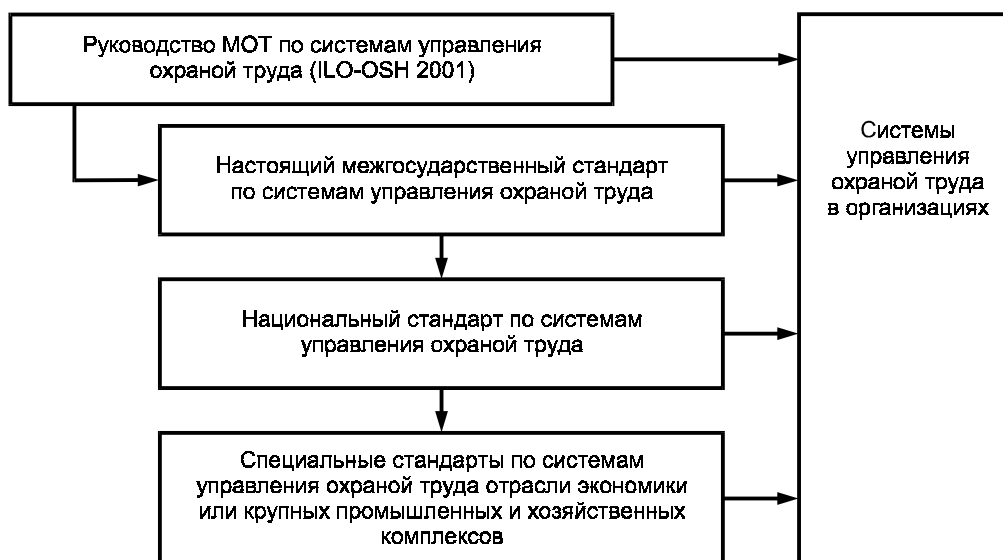 Руководство МОТ по системам управления
охраной труда (ILO-OSH 2001)
Настоящий межгосударственный стандарт
по системам управления охраной труда
Национальный стандарт по системам
управления охраной труда
Специальные стандарты по системам
управления охраной труда отрасли экономики
или крупных промышленных и хозяйственных
комплексов
Системы
управления
охраной труда
в организациях